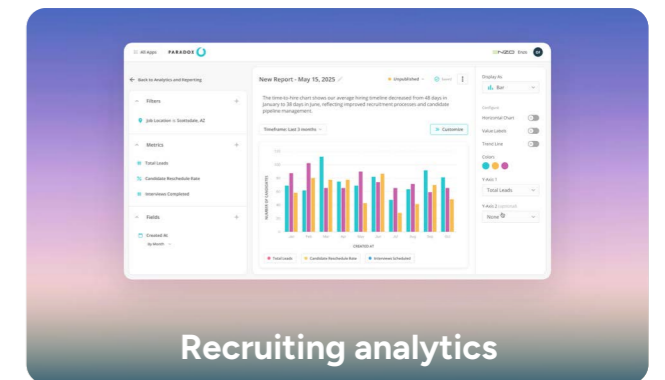 All Apps PARADOX
Back to Analytics and Reporting
Filters
Job Location is Scottsdale, AZ
Metrics
Total Leads
Candidate Reschedule Rate
Interviews Completed
Fields
Created At
by Month
New Report - May 15, 2025
Unpublished
Saved
The time-to-hire chart shows our average hiring timeline decreased from 48 days in
January to 38 days in June, reflecting improved recruitment processes and candidate
pipeline management.
Timeframe: Last 3 months
Customize
NUMBER OF CANDIDATES
CREATED AT
Total Leads Candidate Reschedule Rate Interviews Scheduled
Display As
Bar
Configure
Horizontal Chart
Value Labels
Trend Line
Colors
Y-Axis 1
Total Leads
Y-Axis 2 (optional)
None
Recruiting analytics